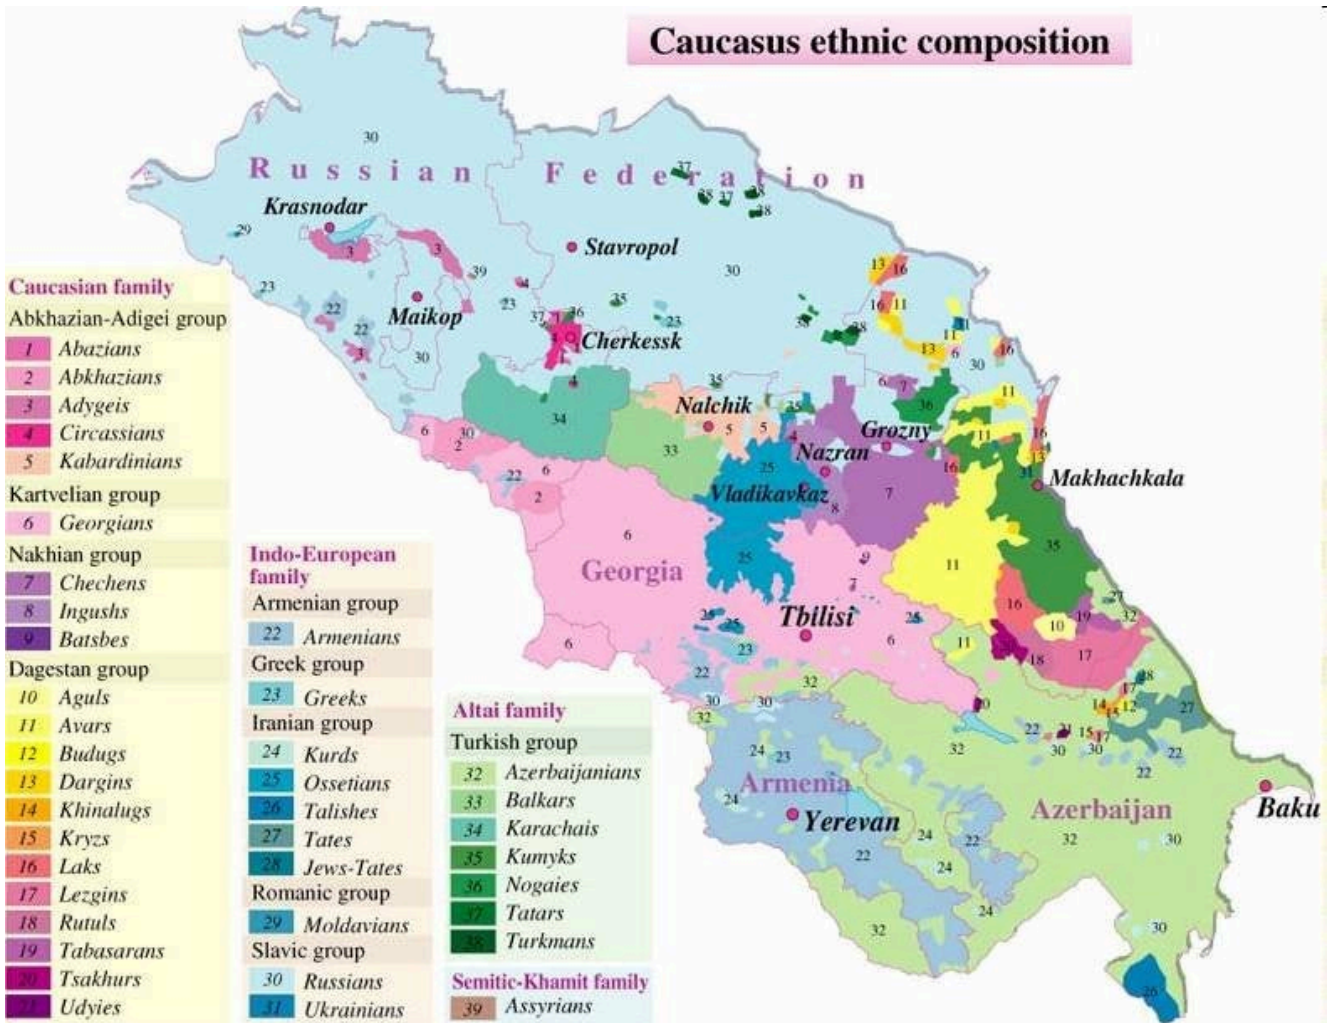 Caucasus ethnic composition
Russian Federation
Krasnodar
Stavropol
Maikop
Cherkessk
Nalchik
Grozny
Nazran
Vladikavkaz
Makhachkala
Georgia
Tbilisi
Armenia
Yerevan
Azerbaijan
Baku
Caucasian family
Abkhazian-Adigei group
1 Abazians
2 Abkhazians
3 Adygeis
4 Circassians
5 Kabardinians
Kartvelian group
6 Georgians
Nakhian group
7 Chechens
8 Ingushs
9 Batsbes
Dagestan group
10 Aguls
11 Avars
12 Budugs
13 Dargins
14 Khinalugs
15 Kryzs
16 Laks
17 Lezgins
18 Rutuls
19 Tabasarans
20 Tsakhurs
21 Udyies
Indo-European
family
Armenian group
22 Armenians
Greek group
23 Greeks
Iranian group
24 Kurds
25 Ossetians
26 Talishes
27 Tates
28 Jews-Tates
Romanic group
29 Moldavians
Slavic group
30 Russians
31 Ukrainians
Altai family
Turkish group
32 Azerbaijanians
33 Balkars
34 Karachais
35 Kumyks
36 Nogaies
37 Tatars
38 Turkmans
Semitic-Khamit family
39 Assyrians